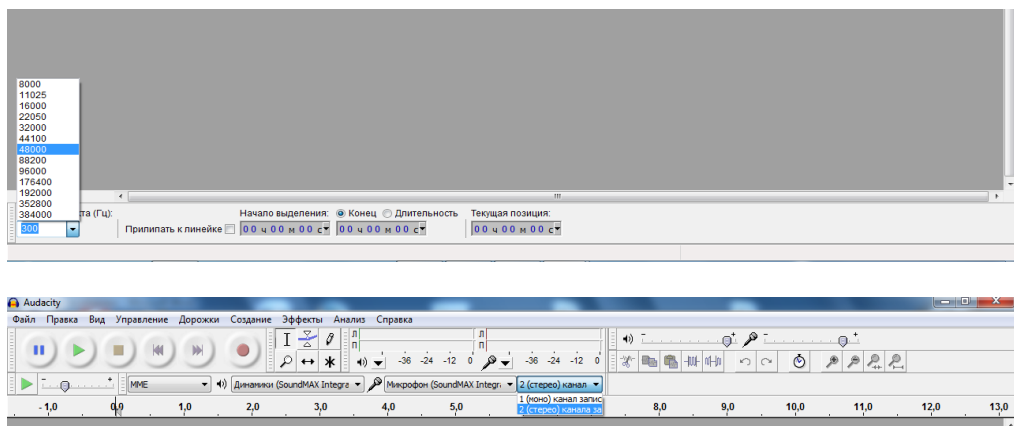 8000
11025
16000
22050
32000
44100
48000
88200
96000
176400
192000
352800
384000
та (Гц):
Начало выделения: Конец Длительность Текущая позиция:
300 Прилипать к линейке 00 ч 00 м 00 с 00 ч 00 м 00 с 00 ч 00 м 00 с
Audacity
Файл Правка Вид Управление Дорожки Создание Эффекты Анализ Справка
Л Л
П П
-36 -24 -12 0 -36 -24 -12 0
MME Динамики (SoundMAX Integra Микрофон (SoundMAX Integr 2 (стерео) канал
1 (моно) канал запис
2 (стерео) канала за
- 1,0 0,0 1,0 2,0 3,0 4,0 5,0 8,0 9,0 10,0 11,0 12,0 13,0